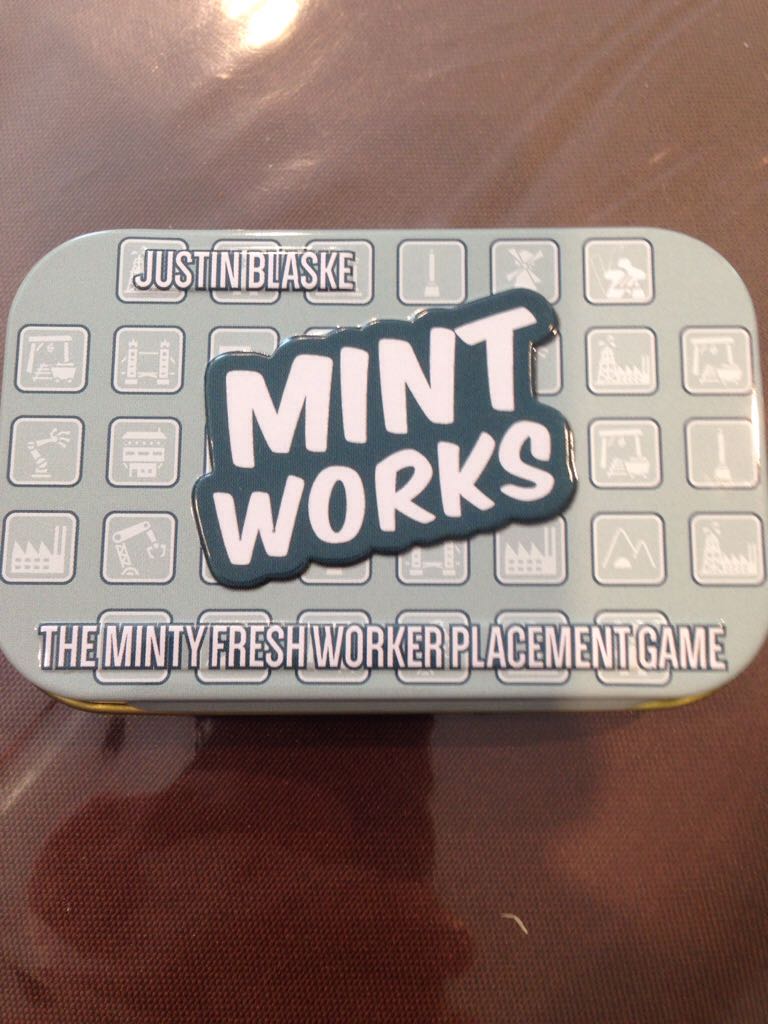 JUSTIN BLASKE
MINT
WORKS
THE MINTY FRESH WORKER PLACEMENT GAME